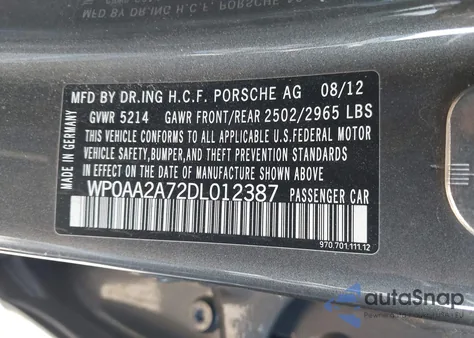 MFD BY DR.ING H.C.F. PORSCHE AG 08/12
GVWR 5214 GAWR FRONT/REAR 2502/2965 LBS
THIS VEHICLE CONFORMS TO ALL APPLICABLE U.S.FEDERAL MOTOR
VEHICLE SAFETY,BUMPER,AND THEFT PREVENTION STANDARDS
IN EFFECT ON THE DATE OF MANUFACTURE SHOWN ABOVE
WP0AA2A72DL012387 PASSENGER CAR
MADE IN GERMANY
970.701.111.12
autoSnap